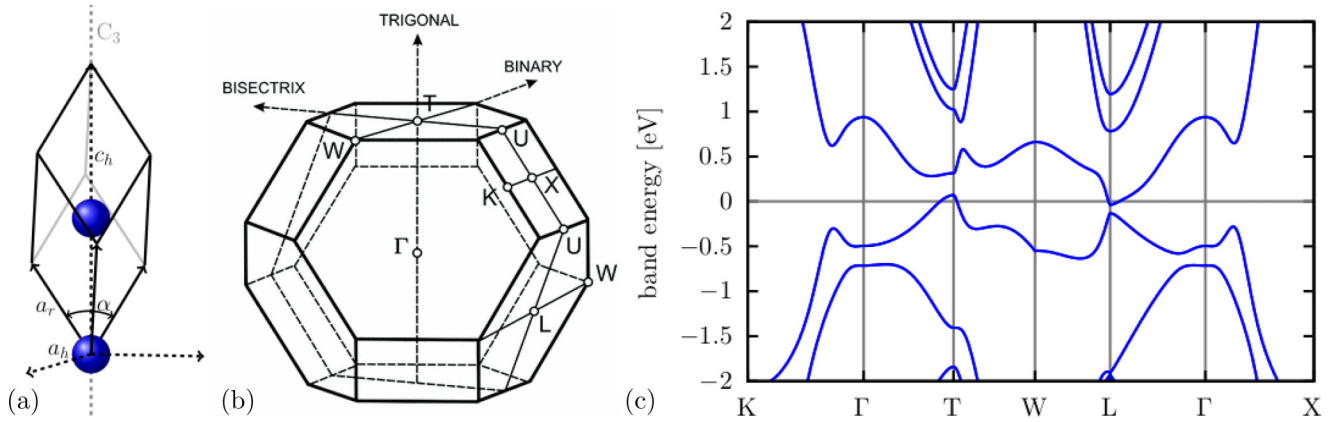 (a)
C3
ch
ar
α
ah
(b)
TRIGONAL
BINARY
BISECTRIX
T
W
U
K
X
Γ
U
W
L
(c)
band energy [eV]
2
1.5
1
0.5
0
−0.5
−1
−1.5
−2
K Γ T W L Γ X